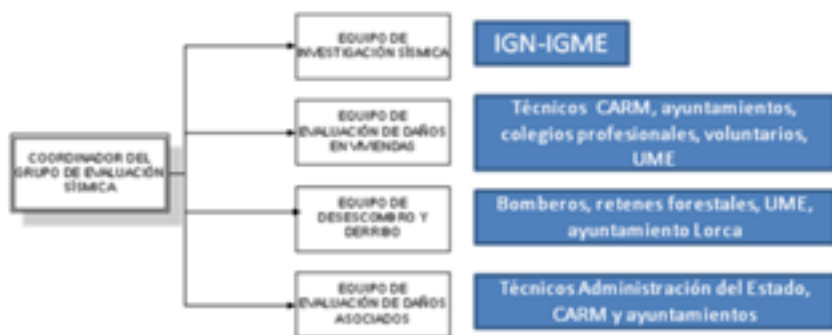 EQUIPO DE
INVESTIGACIÓN SÍSMICA
IGN-IGME
EQUIPO DE
EVALUACIÓN DE DAÑOS
EN VIVIENDAS
Técnicos CARM, ayuntamientos,
colegios profesionales, voluntarios,
UME
COORDINADOR DEL
GRUPO DE EVALUACIÓN
SÍSMICA
EQUIPO DE
DESESCOMBRO Y
DERRIBO
Bomberos, retenes forestales, UME,
ayuntamiento Lorca
EQUIPO DE
EVALUACIÓN DE DAÑOS
ASOCIADOS
Técnicos Administración del Estado,
CARM y ayuntamientos